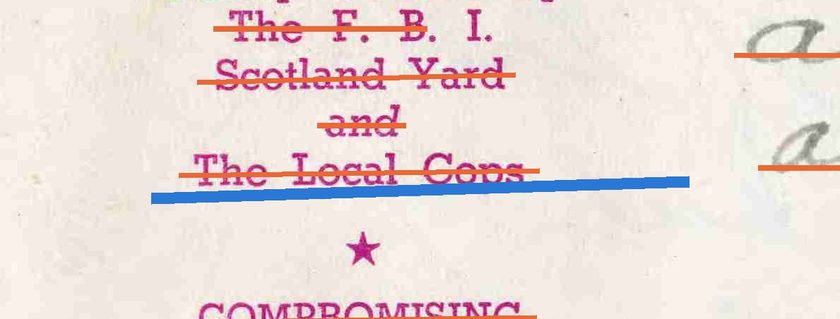 The F. B. I.
Scotland Yard
and
The Local Cops
COMPROMISING
a
a